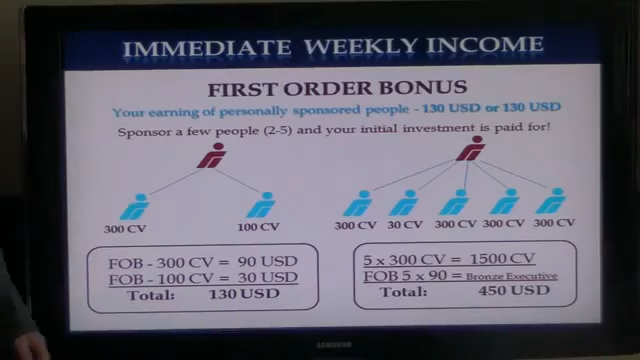 IMMEDIATE WEEKLY INCOME
FIRST ORDER BONUS
Your earning of personally sponsored people - 130 USD or 130 USD
Sponsor a few people (2-5) and your initial investment is paid for!
300 CV
100 CV
300 CV
30 CV
300 CV
300 CV
300 CV
FOB - 300 CV = 90 USD
FOB - 100 CV = 30 USD
Total: 130 USD
5 x 300 CV = 1500 CV
FOB 5 x 90 = Bronze Executive
Total: 450 USD
SAMSUNG